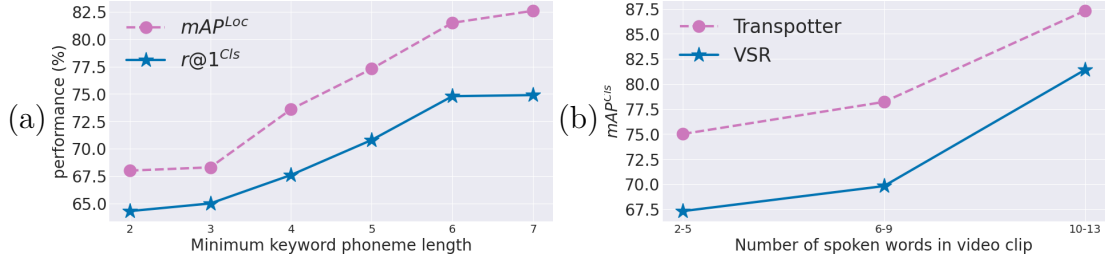 (a)
performance (%)
82.5
80.0
77.5
75.0
72.5
70.0
67.5
65.0
mAP^Loc
r@1^Cls
2 3 4 5 6 7
Minimum keyword phoneme length
(b)
mAP^cls
87.5
85.0
82.5
80.0
77.5
75.0
72.5
70.0
67.5
Transpotter
VSR
2-5 6-9 10-13
Number of spoken words in video clip